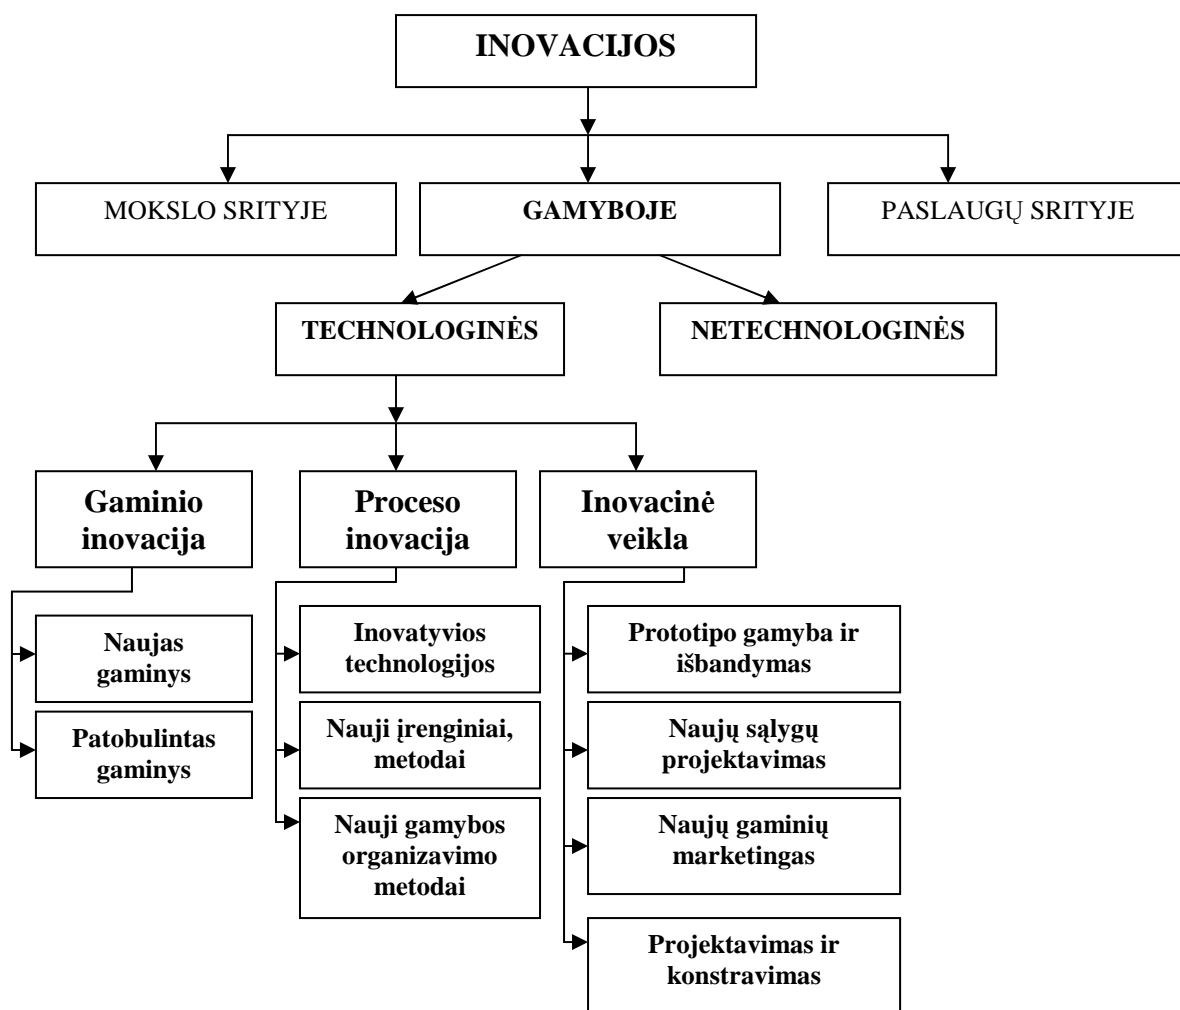 INOVACIJOS
MOKSLO SRITYJE
GAMYBOJE
PASLAUGŲ SRITYJE
TECHNOLOGINĖS
NETECHNOLOGINĖS
Gaminio
inovacija
Proceso
inovacija
Inovacinė
veikla
Naujas
gaminys
Patobulintas
gaminys
Inovatyvios
technologijos
Nauji įrenginiai,
metodai
Nauji gamybos
organizavimo
metodai
Prototipo gamyba ir
išbandymas
Naujų sąlygų
projektavimas
Naujų gaminių
marketingas
Projektavimas ir
konstravimas